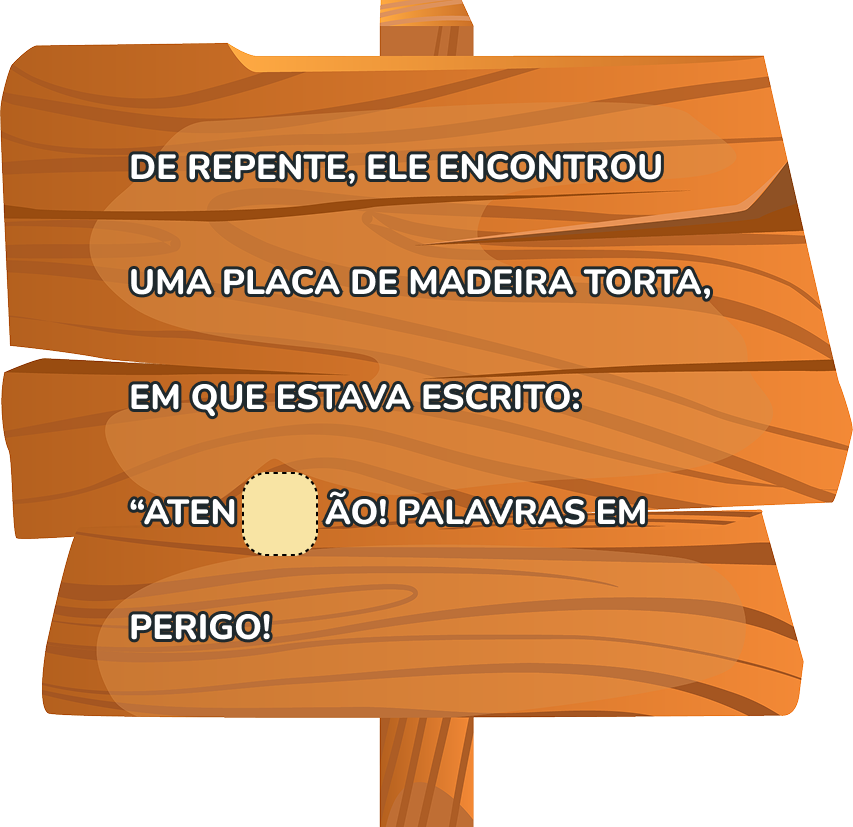 DE REPENTE, ELE ENCONTROU
UMA PLACA DE MADEIRA TORTA,
EM QUE ESTAVA ESCRITO:
“ATEN ÃO! PALAVRAS EM
PERIGO!